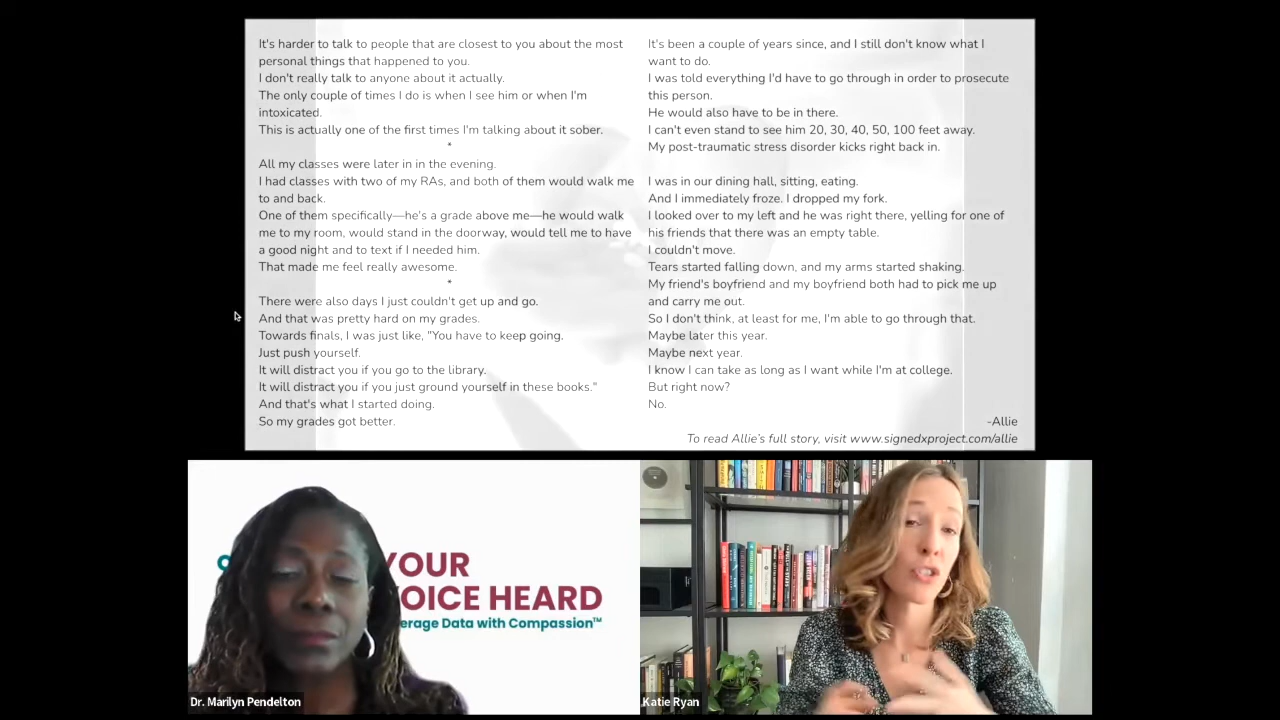 It's harder to talk to people that are closest to you about the most
personal things that happened to you.
I don't really talk to anyone about it actually.
The only couple of times I do is when I see him or when I'm
intoxicated.
This is actually one of the first times I'm talking about it sober.
*
All my classes were later in in the evening.
I had classes with two of my RAs, and both of them would walk me
to and back.
One of them specifically—he's a grade above me—he would walk
me to my room, would stand in the doorway, would tell me to have
a good night and to text if I needed him.
That made me feel really awesome.
*
There were also days I just couldn't get up and go.
And that was pretty hard on my grades.
Towards finals, I was just like, "You have to keep going.
Just push yourself.
It will distract you if you go to the library.
It will distract you if you just ground yourself in these books."
And that's what I started doing.
So my grades got better.
It's been a couple of years since, and I still don't know what I
want to do.
I was told everything I'd have to go through in order to prosecute
this person.
He would also have to be in there.
I can't even stand to see him 20, 30, 40, 50, 100 feet away.
My post-traumatic stress disorder kicks right back in.
I was in our dining hall, sitting, eating.
And I immediately froze. I dropped my fork.
I looked over to my left and he was right there, yelling for one of
his friends that there was an empty table.
I couldn't move.
Tears started falling down, and my arms started shaking.
My friend's boyfriend and my boyfriend both had to pick me up
and carry me out.
So I don't think, at least for me, I'm able to go through that.
Maybe later this year.
Maybe next year.
I know I can take as long as I want while I'm at college.
But right now?
No.
-Allie
To read Allie's full story, visit www.signedxproject.com/allie
YOUR
OICE HEARD
erage Data with Compassion™
Dr. Marilyn Pendelton
Katie Ryan